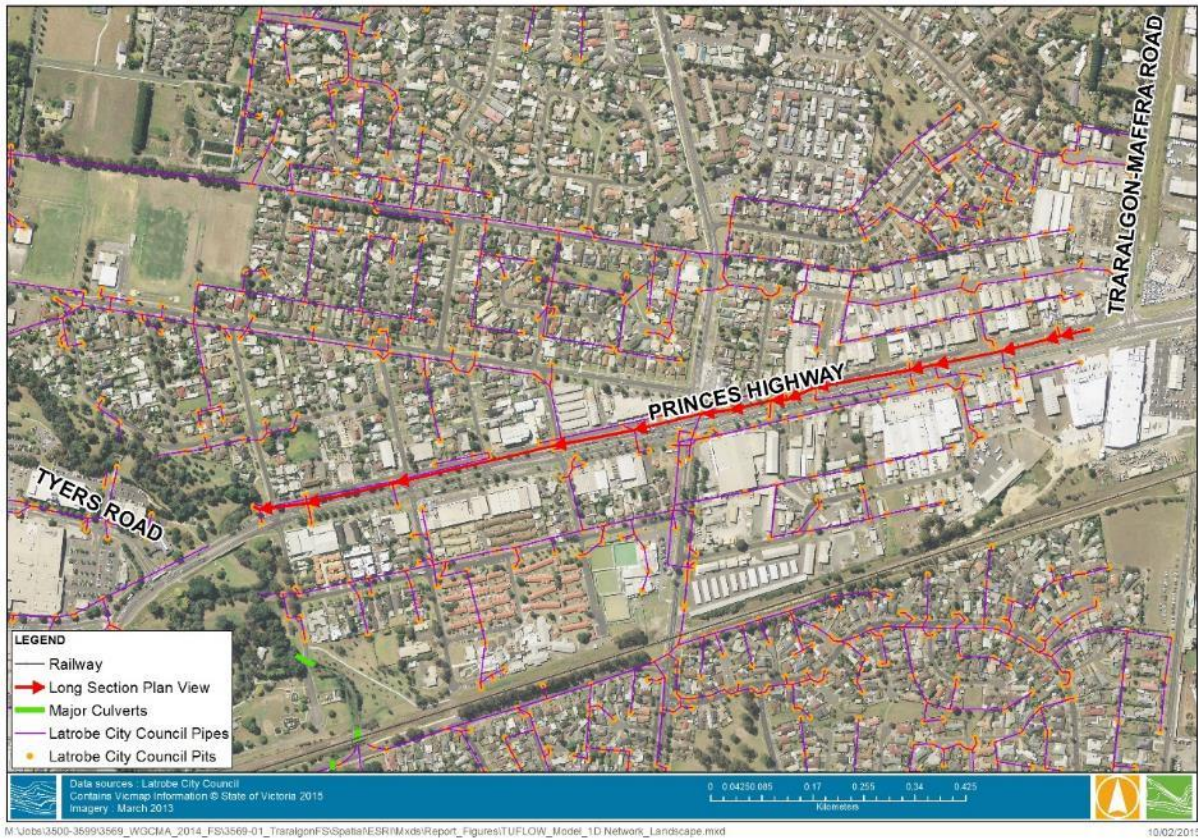 TRARALGON-MAFFRA ROAD
PRINCES HIGHWAY
TYERS ROAD
LEGEND
Railway
Long Section Plan View
Major Culverts
Latrobe City Council Pipes
Latrobe City Council Pits
Data sources : Latrobe City Council
Contains Vicmap Information © State of Victoria 2015
Imagery : March 2013
0 0.0425 0.085 0.17 0.255 0.34 0.425
Kilometers
M:\Jobs\3500-3599\3569_WGCMA_2014_FS\3569-01_TraralgonFS\Spatial\ESRI\Mxds\Report_Figures\TUFLOW_Model_1D Network_Landscape.mxd
10/02/2015